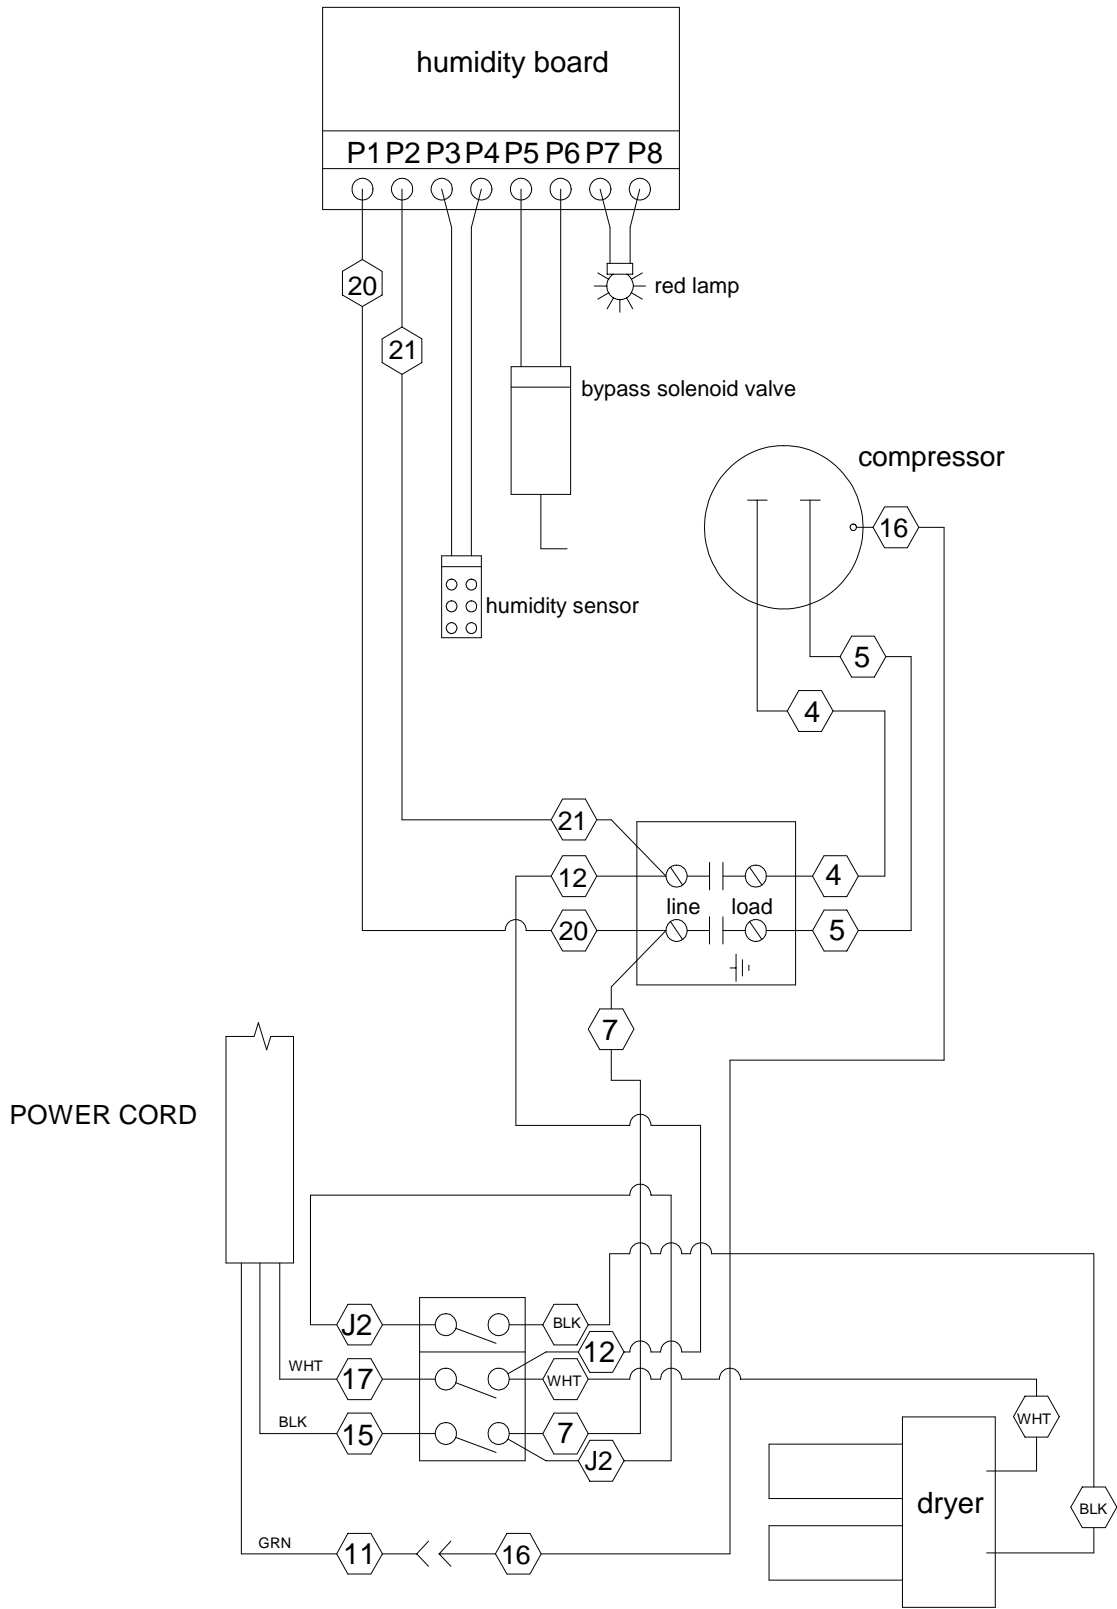 humidity board
P1 P2 P3 P4 P5 P6 P7 P8
20
red lamp
21
bypass solenoid valve
compressor
16
humidity sensor
5
4
21
12
4
line load
20
5
7
POWER CORD
J2
BLK
12
WHT
17
WHT
WHT
BLK
15
7
J2
dryer
BLK
GRN
11
16